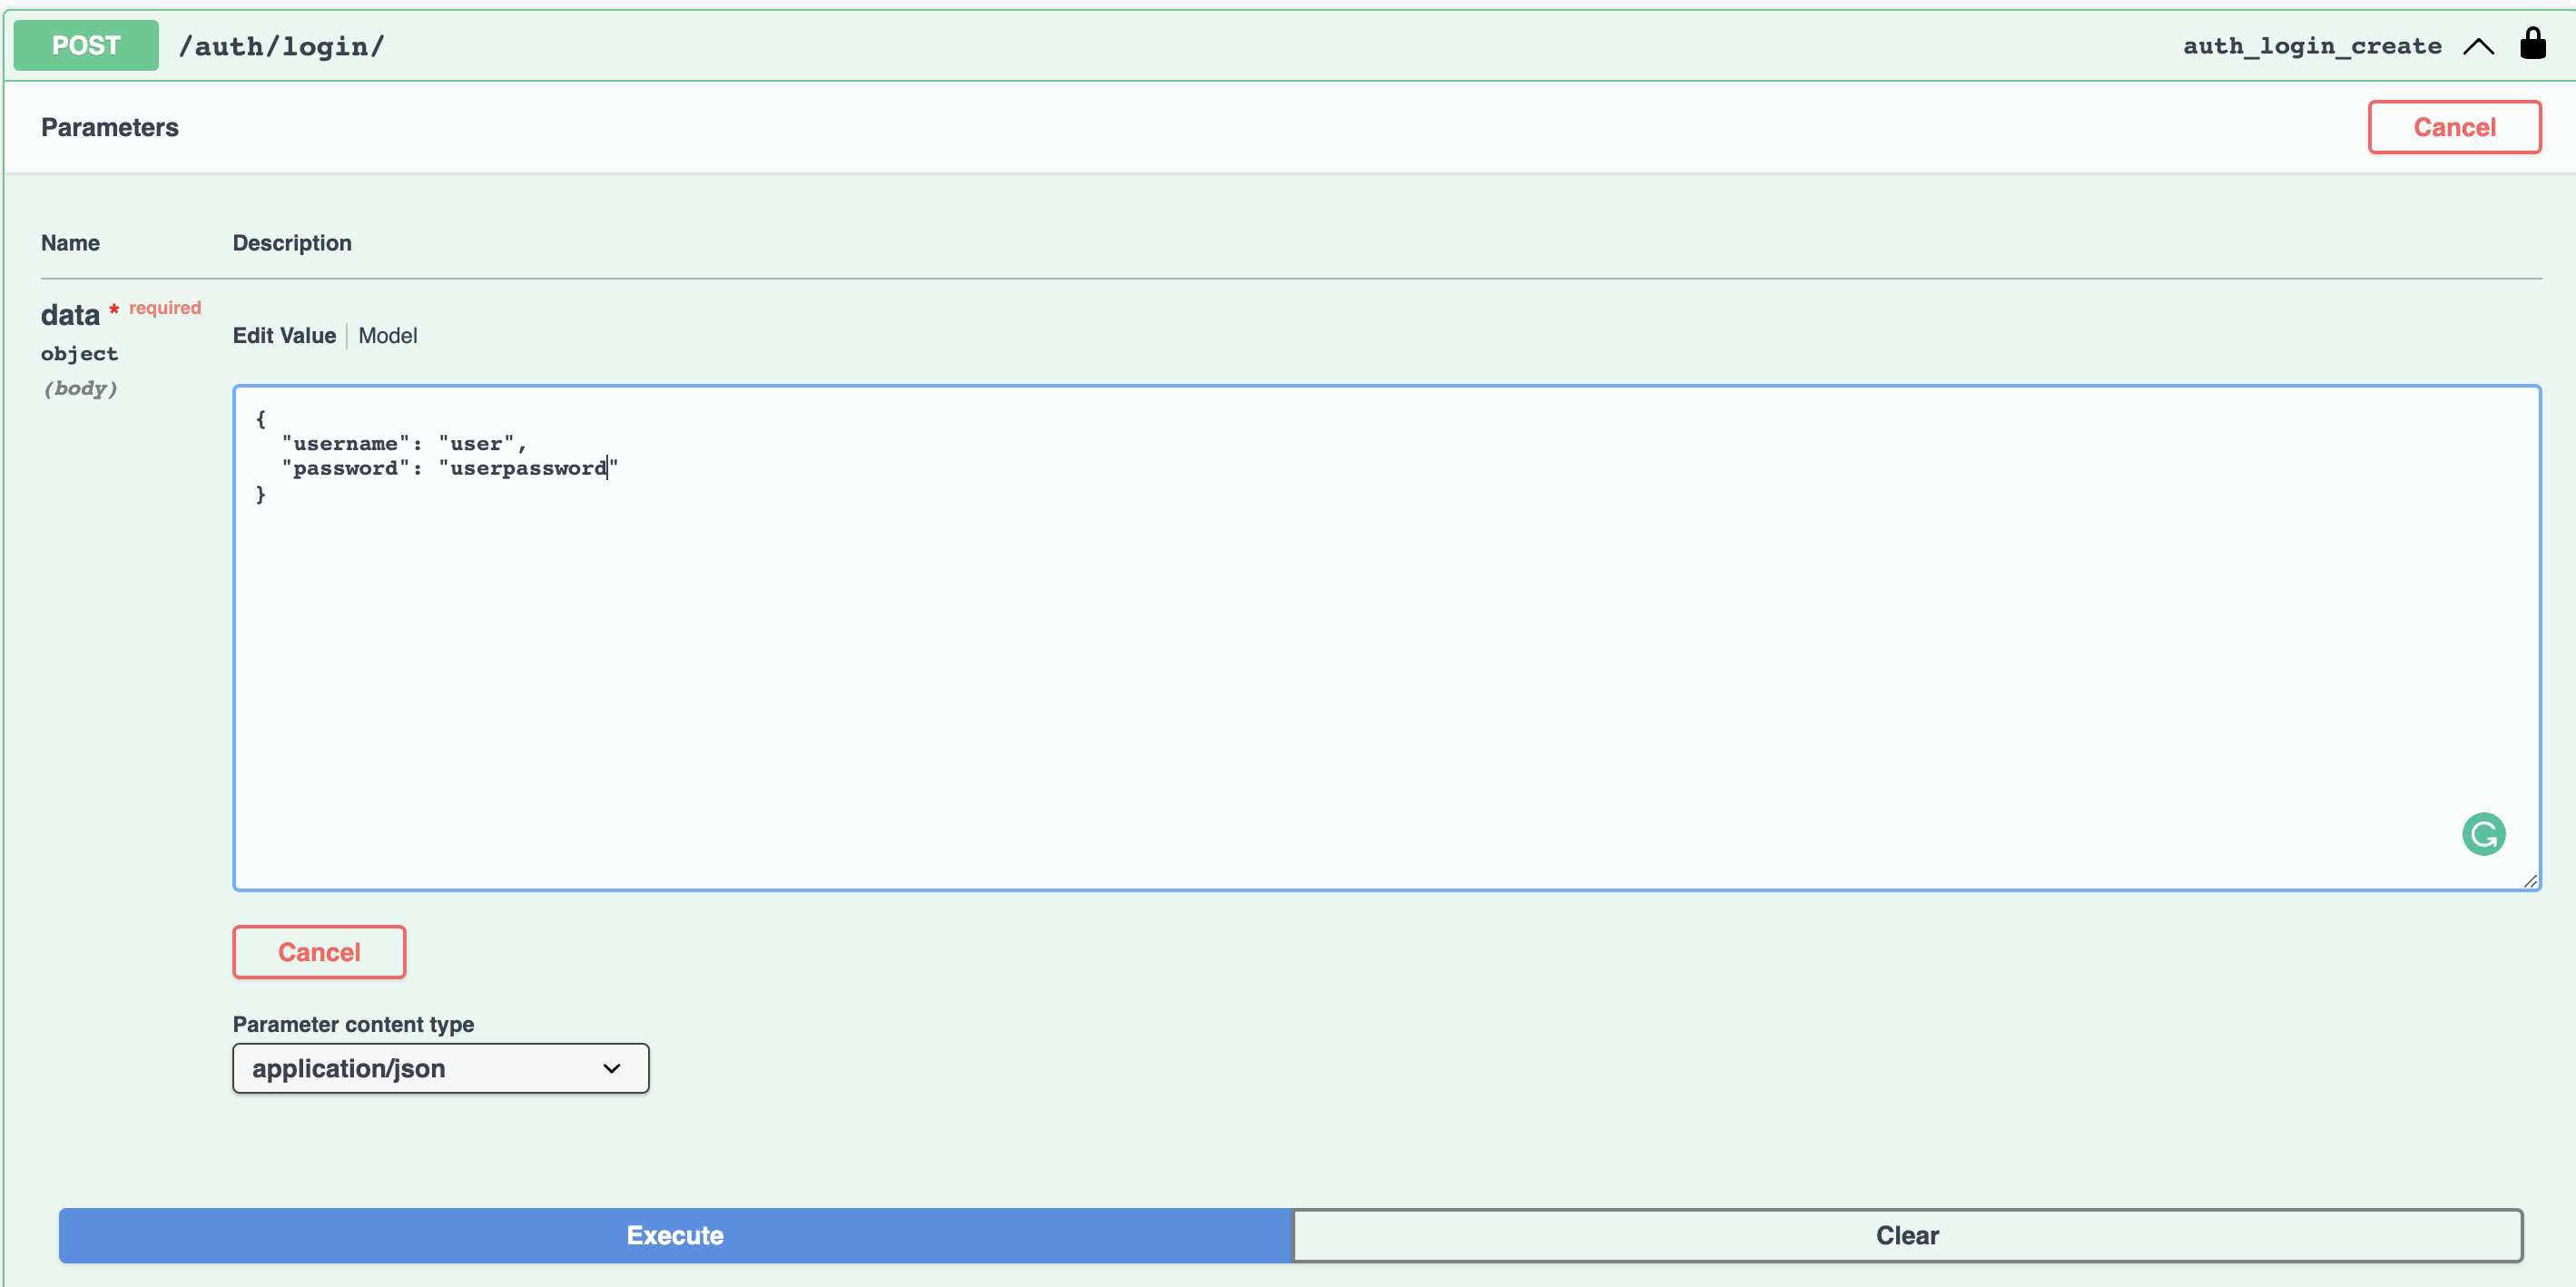 POST /auth/login/ auth_login_create
Parameters Cancel
Name Description
data * required
object
(body)
Edit Value Model
{
"username": "user",
"password": "userpassword"
}
Cancel
Parameter content type
application/json
Execute Clear